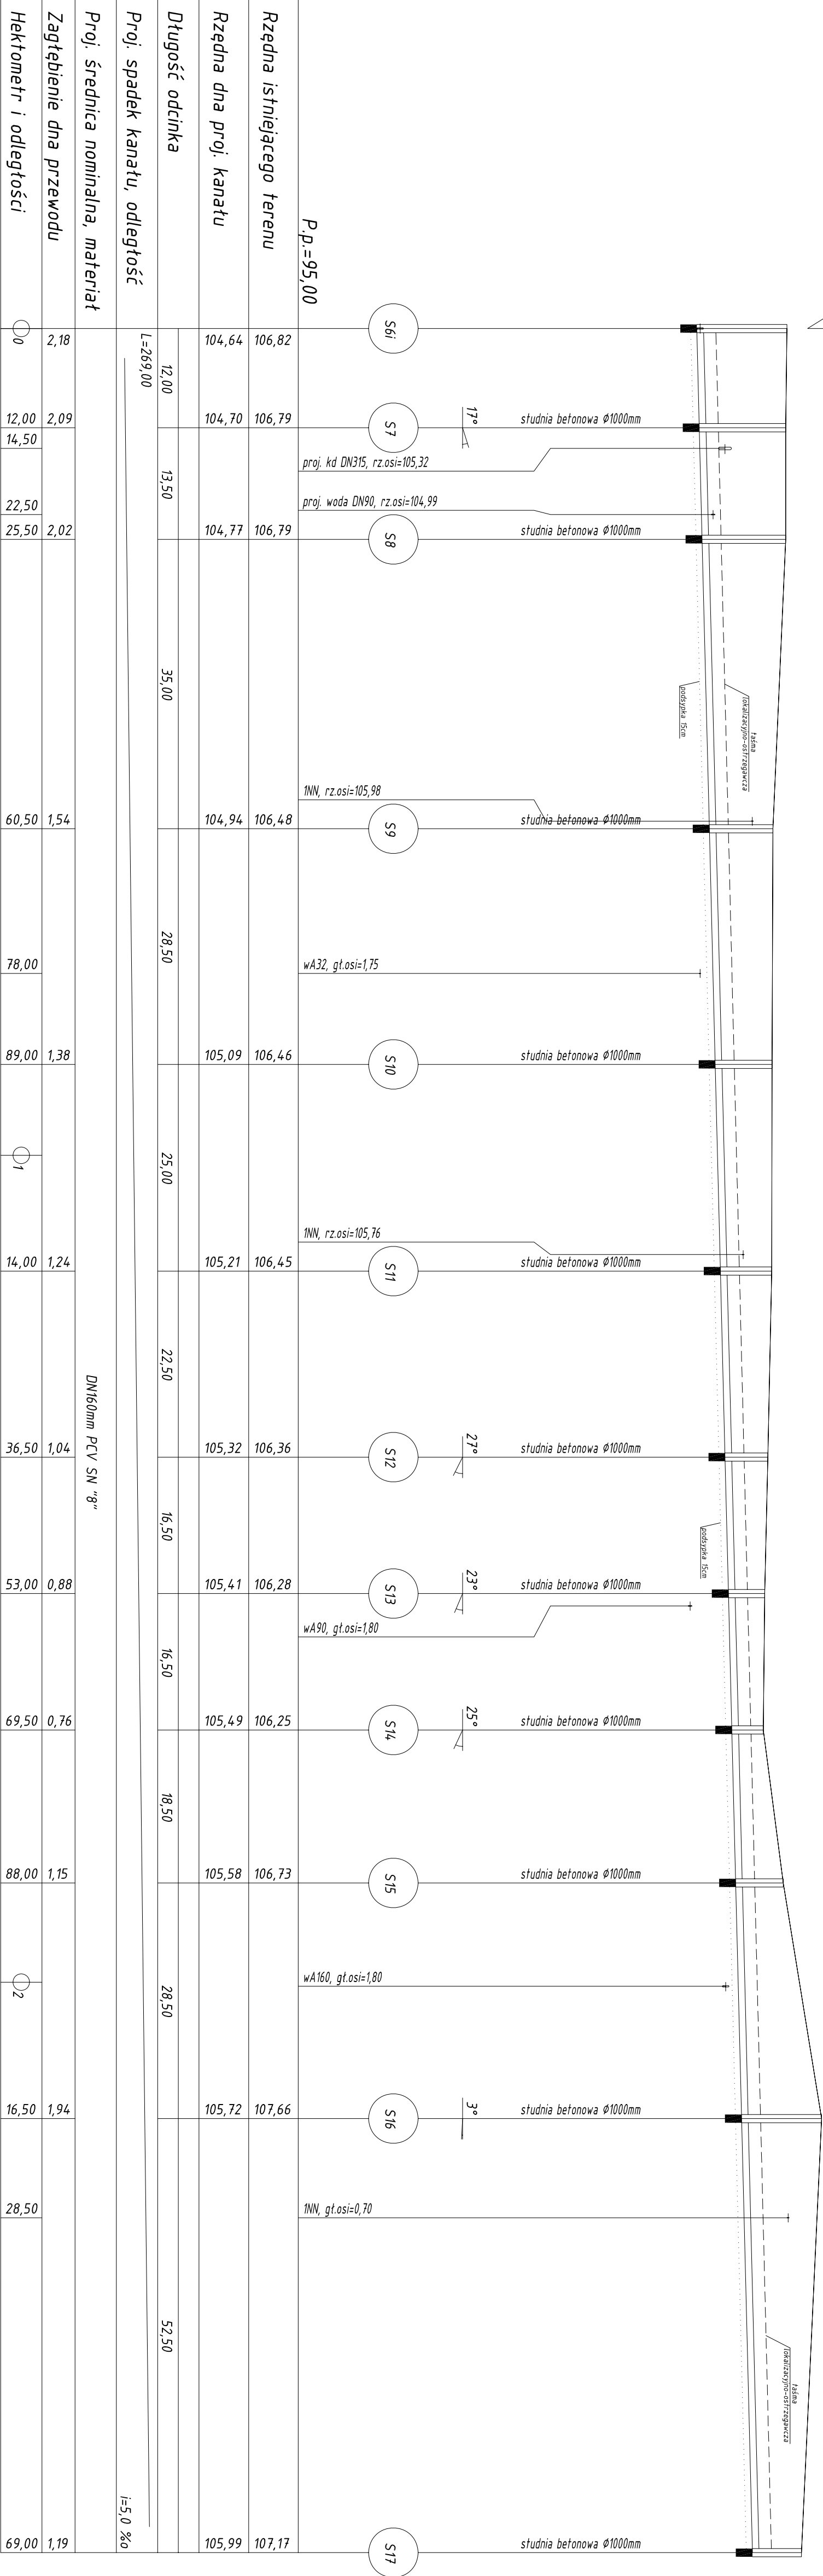 P.p.=95,00
Rzędna istniejącego terenu
Rzędna dna proj. kanału
Długość odcinka
Proj. spadek kanału, odległość
Proj. średnica nominalna, materiał
Zagłębienie dna przewodu
Hektometr i odległości
S6i
S7
S8
S9
S10
S11
S12
S13
S14
S15
S16
S17
17°
27°
23°
25°
3°
studnia betonowa Ø1000mm
studnia betonowa Ø1000mm
studnia betonowa Ø1000mm
studnia betonowa Ø1000mm
studnia betonowa Ø1000mm
studnia betonowa Ø1000mm
studnia betonowa Ø1000mm
studnia betonowa Ø1000mm
studnia betonowa Ø1000mm
studnia betonowa Ø1000mm
studnia betonowa Ø1000mm
proj. kd DN315, rz.osi=105,32
proj. woda DN90, rz.osi=104,99
1NN, rz.osi=105,98
wA32, gł.osi=1,75
1NN, rz.osi=105,76
wA90, gł.osi=1,80
wA160, gł.osi=1,80
1NN, gł.osi=0,70
taśma
lokalizacyjno-ostrzegawcza
podsypka 15cm
podsypka 15cm
taśma
lokalizacyjno-ostrzegawcza
106,82
106,79
106,79
106,48
106,46
106,45
106,36
106,28
106,25
106,73
107,66
107,17
104,64
104,70
104,77
104,94
105,09
105,21
105,32
105,41
105,49
105,58
105,72
105,99
12,00
13,50
35,00
28,50
25,00
22,50
16,50
16,50
18,50
28,50
52,50
L=269,00
i=5,0 ‰
DN160mm PCV SN "8"
2,18
2,09
2,02
1,54
1,38
1,24
1,04
0,88
0,76
1,15
1,94
1,19
0
12,00
14,50
22,50
25,50
60,50
78,00
89,00
1
14,00
36,50
53,00
69,50
88,00
2
16,50
28,50
69,00